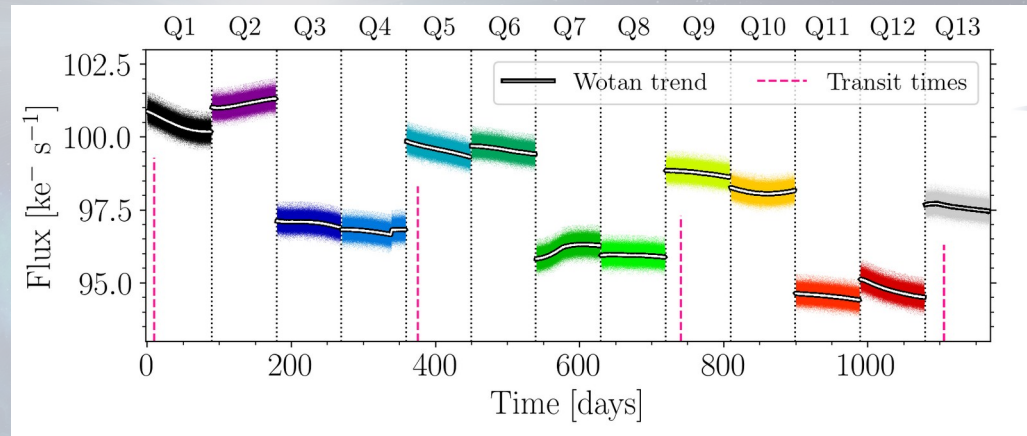 Q1 Q2 Q3 Q4 Q5 Q6 Q7 Q8 Q9 Q10 Q11 Q12 Q13
Wotan trend Transit times
102.5
100.0
97.5
95.0
Flux [ke⁻ s⁻¹]
0 200 400 600 800 1000
Time [days]